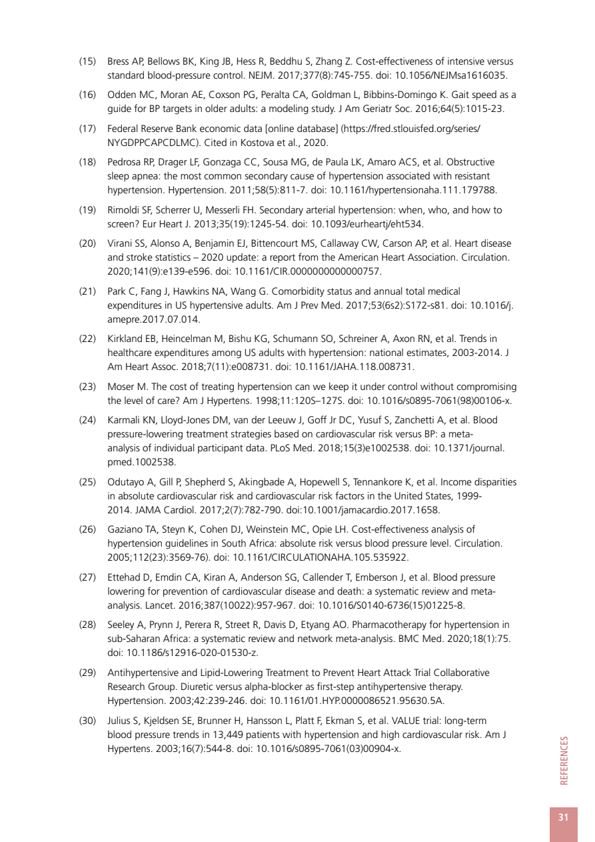 (15) Bress AP, Bellows BK, King JB, Hess R, Beddhu S, Zhang Z. Cost-effectiveness of intensive versus
standard blood-pressure control. NEJM. 2017;377(8):745-755. doi: 10.1056/NEJMsa1616035.
(16) Odden MC, Moran AE, Coxson PG, Peralta CA, Goldman L, Bibbins-Domingo K. Gait speed as a
guide for BP targets in older adults: a modeling study. J Am Geriatr Soc. 2016;64(5):1015-23.
(17) Federal Reserve Bank economic data [online database] (https://fred.stlouisfed.org/series/
NYGDPPCAPCDLMC). Cited in Kostova et al., 2020.
(18) Pedrosa RP, Drager LF, Gonzaga CC, Sousa MG, de Paula LK, Amaro ACS, et al. Obstructive
sleep apnea: the most common secondary cause of hypertension associated with resistant
hypertension. Hypertension. 2011;58(5):811-7. doi: 10.1161/hypertensionaha.111.179788.
(19) Rimoldi SF, Scherrer U, Messerli FH. Secondary arterial hypertension: when, who, and how to
screen? Eur Heart J. 2013;35(19):1245-54. doi: 10.1093/eurheartj/eht534.
(20) Virani SS, Alonso A, Benjamin EJ, Bittencourt MS, Callaway CW, Carson AP, et al. Heart disease
and stroke statistics – 2020 update: a report from the American Heart Association. Circulation.
2020;141(9):e139-e596. doi: 10.1161/CIR.0000000000000757.
(21) Park C, Fang J, Hawkins NA, Wang G. Comorbidity status and annual total medical
expenditures in US hypertensive adults. Am J Prev Med. 2017;53(6s2):S172-s81. doi: 10.1016/j.
amepre.2017.07.014.
(22) Kirkland EB, Heincelman M, Bishu KG, Schumann SO, Schreiner A, Axon RN, et al. Trends in
healthcare expenditures among US adults with hypertension: national estimates, 2003-2014. J
Am Heart Assoc. 2018;7(11):e008731. doi: 10.1161/JAHA.118.008731.
(23) Moser M. The cost of treating hypertension can we keep it under control without compromising
the level of care? Am J Hypertens. 1998;11:120S–127S. doi: 10.1016/s0895-7061(98)00106-x.
(24) Karmali KN, Lloyd-Jones DM, van der Leeuw J, Goff Jr DC, Yusuf S, Zanchetti A, et al. Blood
pressure-lowering treatment strategies based on cardiovascular risk versus BP: a meta-
analysis of individual participant data. PLoS Med. 2018;15(3)e1002538. doi: 10.1371/journal.
pmed.1002538.
(25) Odutayo A, Gill P, Shepherd S, Akingbade A, Hopewell S, Tennankore K, et al. Income disparities
in absolute cardiovascular risk and cardiovascular risk factors in the United States, 1999-
2014. JAMA Cardiol. 2017;2(7):782-790. doi:10.1001/jamacardio.2017.1658.
(26) Gaziano TA, Steyn K, Cohen DJ, Weinstein MC, Opie LH. Cost-effectiveness analysis of
hypertension guidelines in South Africa: absolute risk versus blood pressure level. Circulation.
2005;112(23):3569-76). doi: 10.1161/CIRCULATIONAHA.105.535922.
(27) Ettehad D, Emdin CA, Kiran A, Anderson SG, Callender T, Emberson J, et al. Blood pressure
lowering for prevention of cardiovascular disease and death: a systematic review and meta-
analysis. Lancet. 2016;387(10022):957-967. doi: 10.1016/S0140-6736(15)01225-8.
(28) Seeley A, Prynn J, Perera R, Street R, Davis D, Etyang AO. Pharmacotherapy for hypertension in
sub-Saharan Africa: a systematic review and network meta-analysis. BMC Med. 2020;18(1):75.
doi: 10.1186/s12916-020-01530-z.
(29) Antihypertensive and Lipid-Lowering Treatment to Prevent Heart Attack Trial Collaborative
Research Group. Diuretic versus alpha-blocker as first-step antihypertensive therapy.
Hypertension. 2003;42:239-246. doi: 10.1161/01.HYP.0000086521.95630.5A.
(30) Julius S, Kjeldsen SE, Brunner H, Hansson L, Platt F, Ekman S, et al. VALUE trial: long-term
blood pressure trends in 13,449 patients with hypertension and high cardiovascular risk. Am J
Hypertens. 2003;16(7):544-8. doi: 10.1016/s0895-7061(03)00904-x.
REFERENCES
31